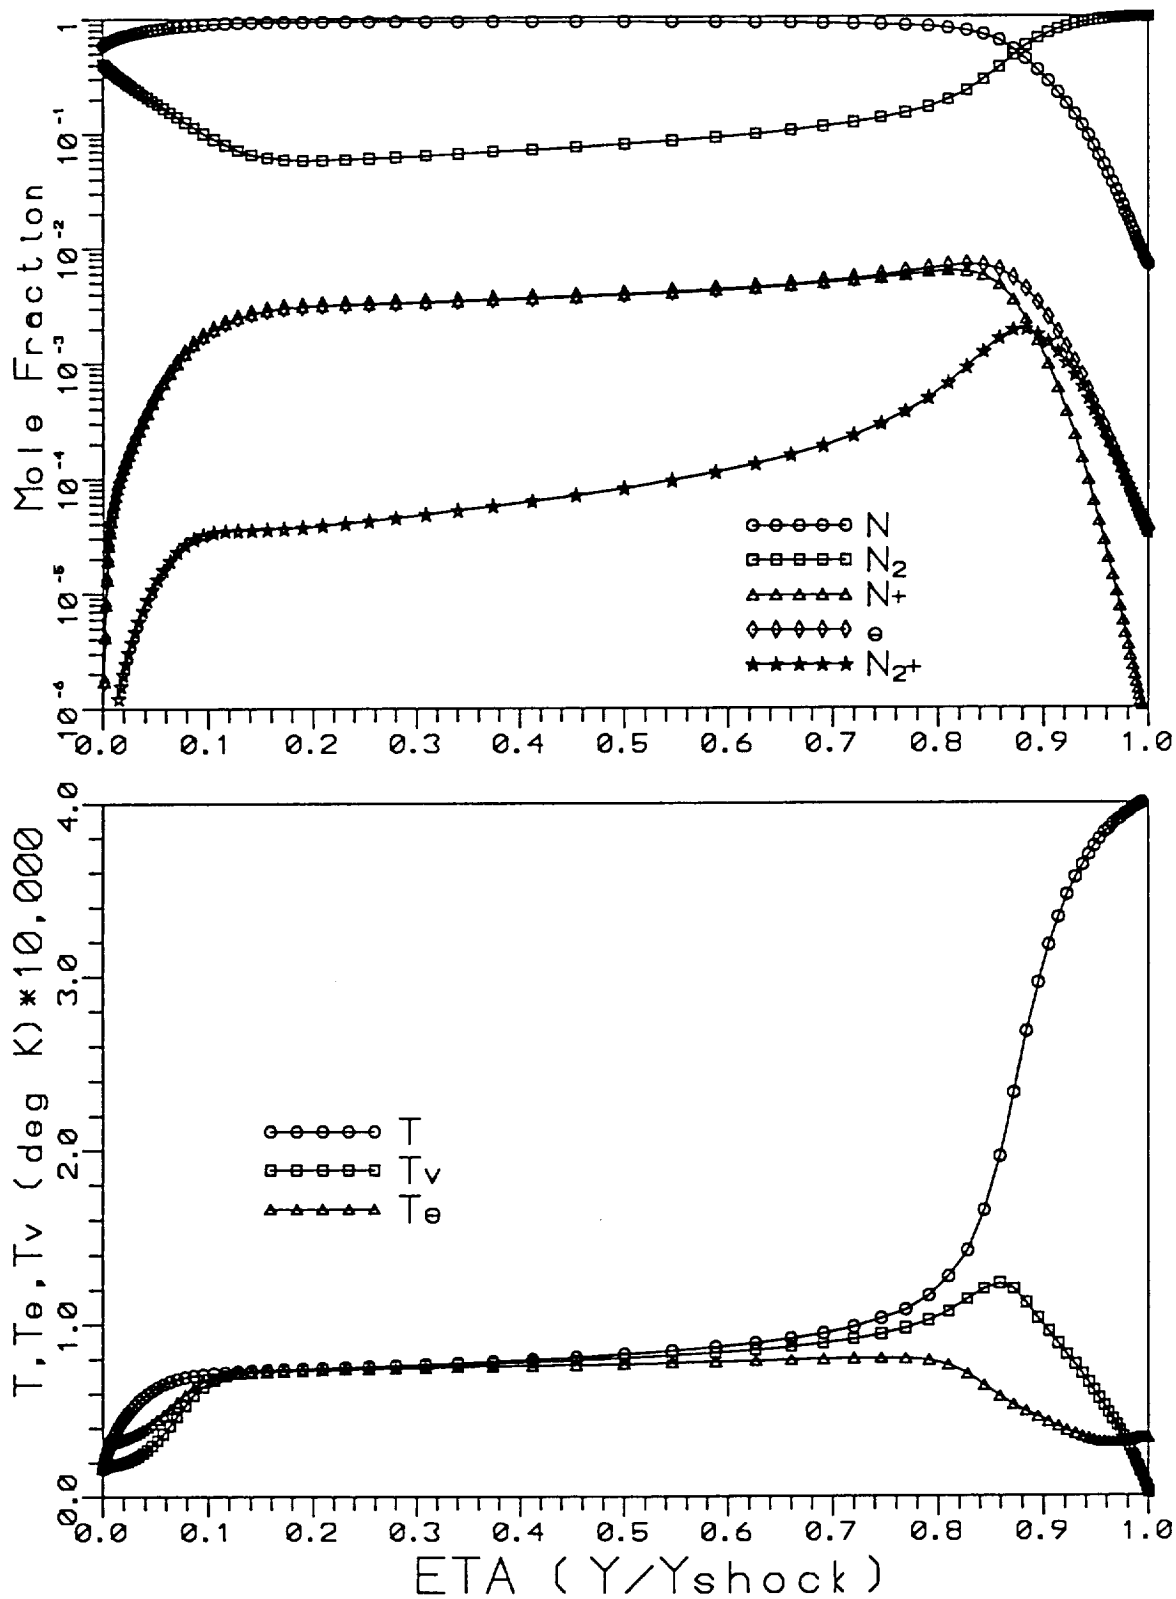 Mole Fraction
1
10⁻¹
10⁻²
10⁻³
10⁻⁴
10⁻⁵
10⁻⁶
N
N₂
N+
e
N₂+
0.0 0.1 0.2 0.3 0.4 0.5 0.6 0.7 0.8 0.9 1.0
T,Te,Tv (deg K)*10,000
4.0
3.0
2.0
1.0
0.0
T
Tv
Te
0.0 0.1 0.2 0.3 0.4 0.5 0.6 0.7 0.8 0.9 1.0
ETA (Y/Yshock)